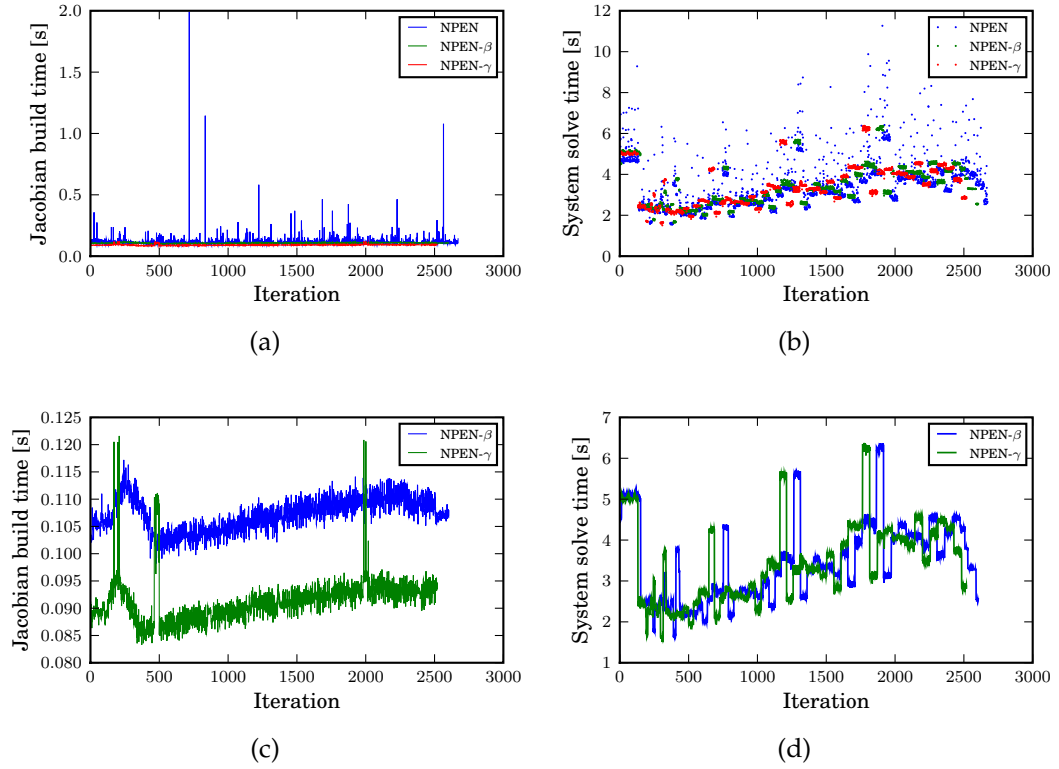 2.0
1.5
1.0
0.5
0.0
Jacobian build time [s]
NPEN
NPEN-β
NPEN-γ
0 500 1000 1500 2000 2500 3000
Iteration
(a)
12
10
8
6
4
2
0
System solve time [s]
NPEN
NPEN-β
NPEN-γ
0 500 1000 1500 2000 2500 3000
Iteration
(b)
0.125
0.120
0.115
0.110
0.105
0.100
0.095
0.090
0.085
0.080
Jacobian build time [s]
NPEN-β
NPEN-γ
0 500 1000 1500 2000 2500 3000
Iteration
(c)
7
6
5
4
3
2
1
System solve time [s]
NPEN-β
NPEN-γ
0 500 1000 1500 2000 2500 3000
Iteration
(d)